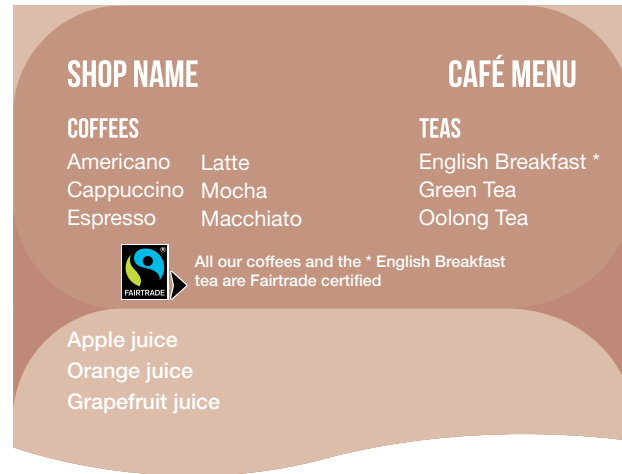 SHOP NAME
CAFÉ MENU
COFFEES
Americano
Cappuccino
Espresso
Latte
Mocha
Macchiato
TEAS
English Breakfast *
Green Tea
Oolong Tea
FAIRTRADE
®
All our coffees and the * English Breakfast
tea are Fairtrade certified
Apple juice
Orange juice
Grapefruit juice